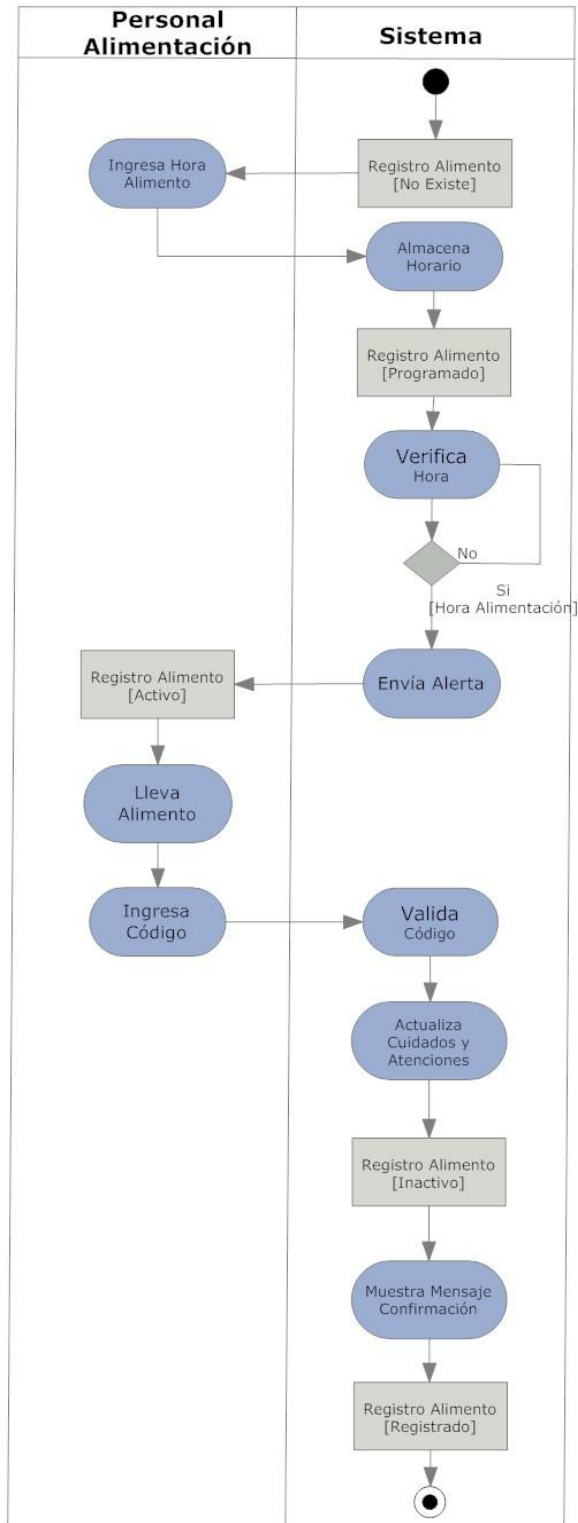 Personal
Alimentación
Sistema
Registro Alimento
[No Existe]
Ingresa Hora
Alimento
Almacena
Horario
Registro Alimento
[Programado]
Verifica
Hora
No
Si
[Hora Alimentación]
Registro Alimento
[Activo]
Envía Alerta
Lleva
Alimento
Ingresa
Código
Valida
Código
Actualiza
Cuidados y
Atenciones
Registro Alimento
[Inactivo]
Muestra Mensaje
Confirmación
Registro Alimento
[Registrado]